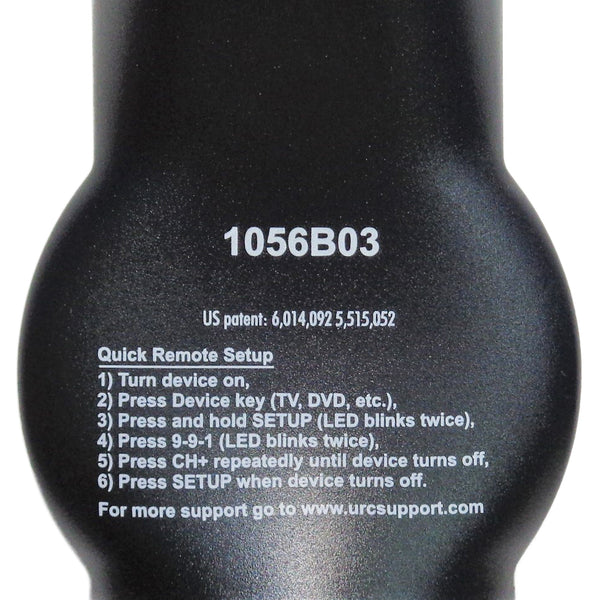 1056B03
US patent: 6,014,092 5,515,052
Quick Remote Setup
1) Turn device on,
2) Press Device key (TV, DVD, etc.),
3) Press and hold SETUP (LED blinks twice),
4) Press 9-9-1 (LED blinks twice),
5) Press CH+ repeatedly until device turns off,
6) Press SETUP when device turns off.
For more support go to www.urcsupport.com